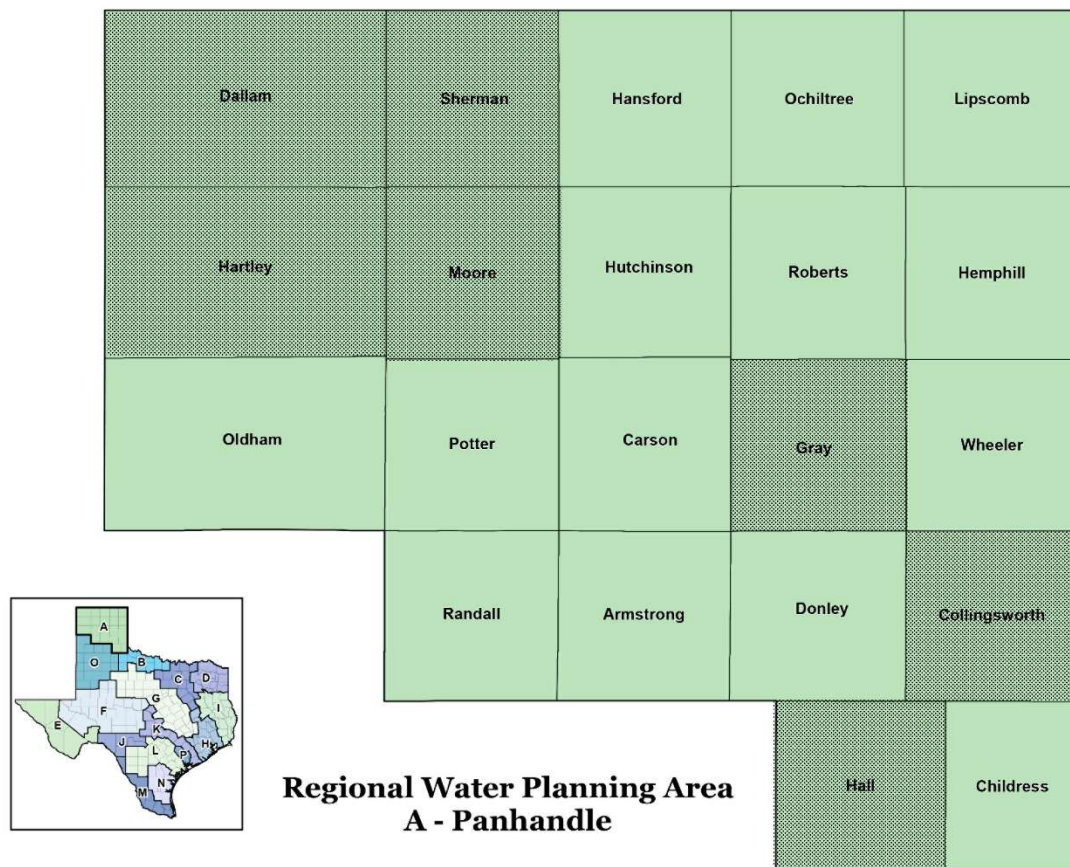 Dallam
Sherman
Hansford
Ochiltree
Lipscomb
Hartley
Moore
Hutchinson
Roberts
Hemphill
Oldham
Potter
Carson
Gray
Wheeler
Randall
Armstrong
Donley
Collingsworth
Hall
Childress
A
O
B
C
D
G
F
E
I
K
J
L
P
H
N
M
Regional Water Planning Area
A - Panhandle